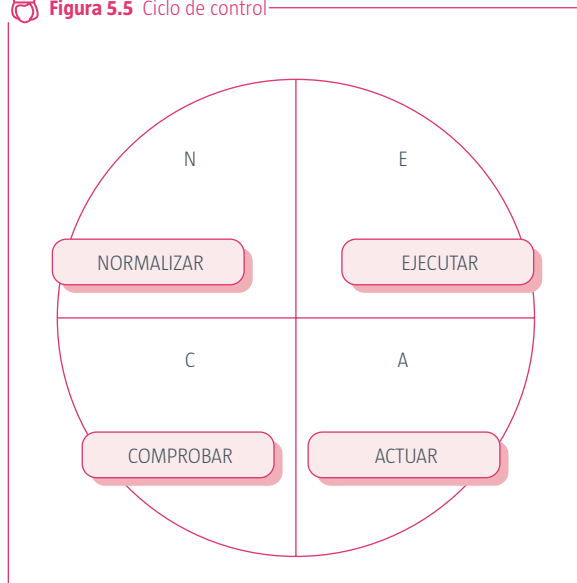 Figura 5.5 Ciclo de control
N
E
NORMALIZAR
EJECUTAR
C
A
COMPROBAR
ACTUAR